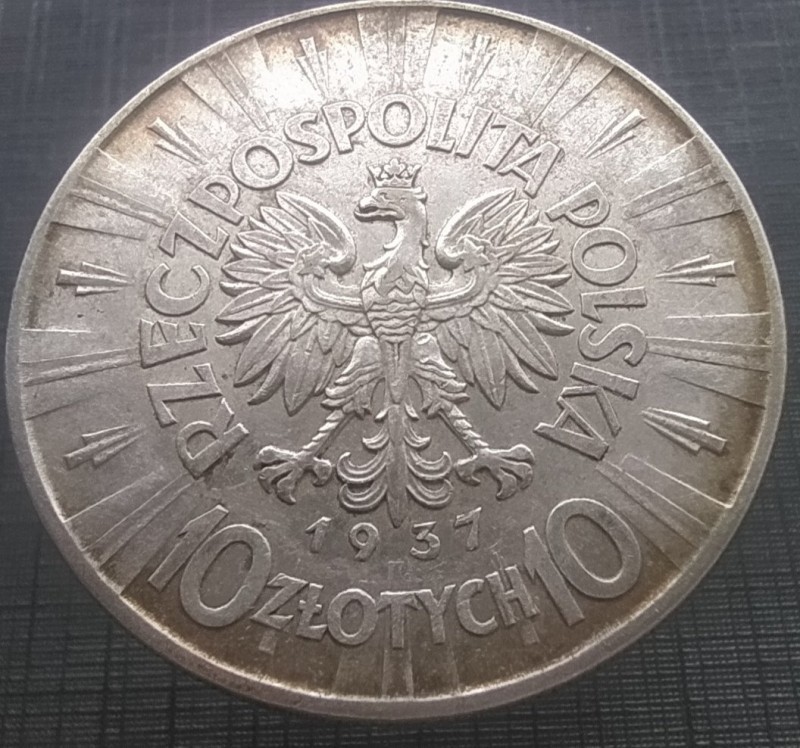 RZECZPOSPOLITA POLSKA
1937
10 ZŁOTYCH 10